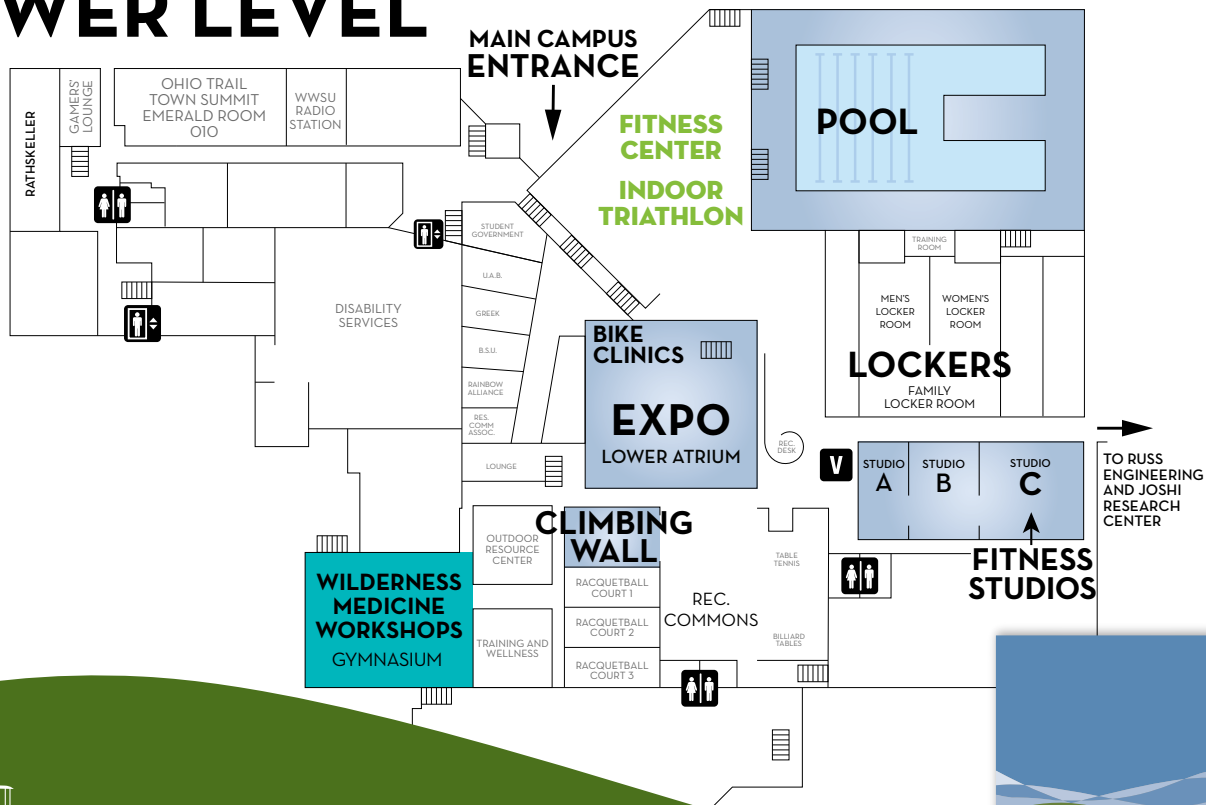 WER LEVEL
MAIN CAMPUS
ENTRANCE
RATHSKELLER
GAMERS'
LOUNGE
OHIO TRAIL
TOWN SUMMIT
EMERALD ROOM
010
WWSU
RADIO
STATION
FITNESS
CENTER
INDOOR
TRIATHLON
POOL
STUDENT
GOVERNMENT
U.A.B.
GREEK
B.S.U.
RAINBOW
ALLIANCE
RES.
COMM
ASSOC.
LOUNGE
DISABILITY
SERVICES
TRAINING
ROOM
MEN'S
LOCKER
ROOM
WOMEN'S
LOCKER
ROOM
LOCKERS
FAMILY
LOCKER ROOM
BIKE
CLINICS
EXPO
LOWER ATRIUM
REC.
DESK
V
STUDIO
A
STUDIO
B
STUDIO
C
TO RUSS
ENGINEERING
AND JOSHI
RESEARCH
CENTER
FITNESS
STUDIOS
CLIMBING
WALL
OUTDOOR
RESOURCE
CENTER
RACQUETBALL
COURT 1
RACQUETBALL
COURT 2
RACQUETBALL
COURT 3
TRAINING AND
WELLNESS
REC.
COMMONS
TABLE
TENNIS
BILLIARD
TABLES
WILDERNESS
MEDICINE
WORKSHOPS
GYMNASIUM